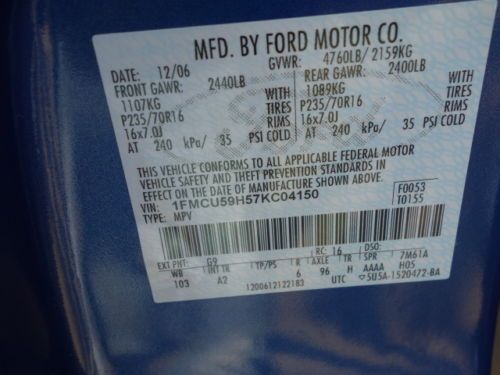 MFD. BY FORD MOTOR CO.
DATE: 12/06 GVWR: 4760LB/ 2159KG
FRONT GAWR: 2440LB REAR GAWR: 2400LB
1107KG 1089KG
P235/70R16 TIRES P235/70R16 TIRES
16x7.0J RIMS 16x7.0J RIMS
AT 240 kPa/ 35 PSI COLD AT 240 kPa/ 35 PSI COLD
THIS VEHICLE CONFORMS TO ALL APPLICABLE FEDERAL MOTOR
VEHICLE SAFETY AND THEFT PREVENTION STANDARDS IN
EFFECT ON THE DATE OF MANUFACTURE SHOWN ABOVE.
VIN: 1FMCU59H57KC04150 F0053
TYPE: MPV T0155
EXT PNT: G9 RC: 16 DSO:
WB INT TR TP/PS R AXLE TR SPR 7M61A
103 A2 6 96 H AAAA H05
1200612122183 UTC 5U5A-1520472-BA